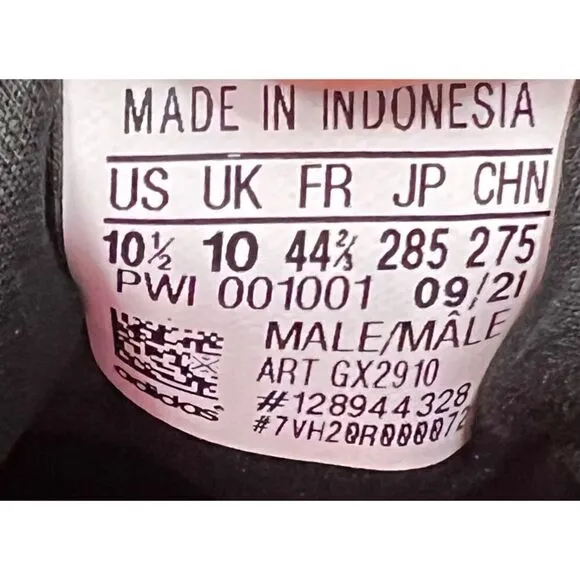 MADE IN INDONESIA
US UK FR JP CHN
10½ 10 44⅔ 285 275
PWI 001001 09/21
MALE/MÂLE
ART GX2910
adidas
#128944328
#7VH20R000072